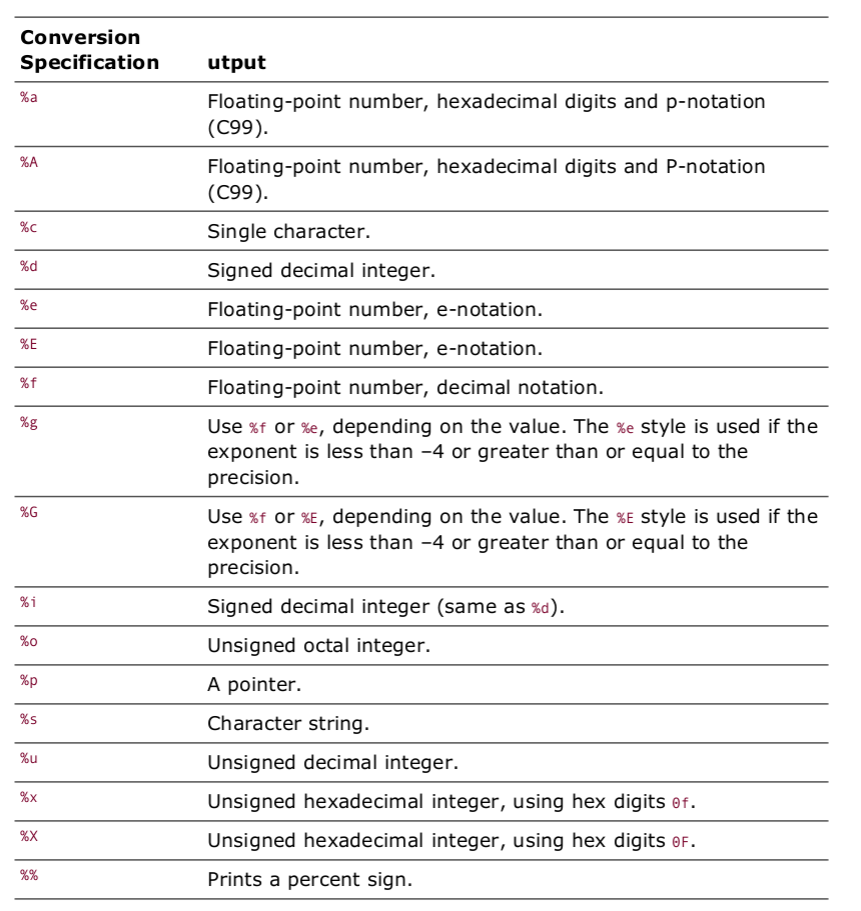 Conversion
Specification utput
%a Floating-point number, hexadecimal digits and p-notation
(C99).
%A Floating-point number, hexadecimal digits and P-notation
(C99).
%c Single character.
%d Signed decimal integer.
%e Floating-point number, e-notation.
%E Floating-point number, e-notation.
%f Floating-point number, decimal notation.
%g Use %f or %e, depending on the value. The %e style is used if the
exponent is less than –4 or greater than or equal to the
precision.
%G Use %f or %E, depending on the value. The %E style is used if the
exponent is less than –4 or greater than or equal to the
precision.
%i Signed decimal integer (same as %d).
%o Unsigned octal integer.
%p A pointer.
%s Character string.
%u Unsigned decimal integer.
%x Unsigned hexadecimal integer, using hex digits 0f.
%X Unsigned hexadecimal integer, using hex digits 0F.
%% Prints a percent sign.